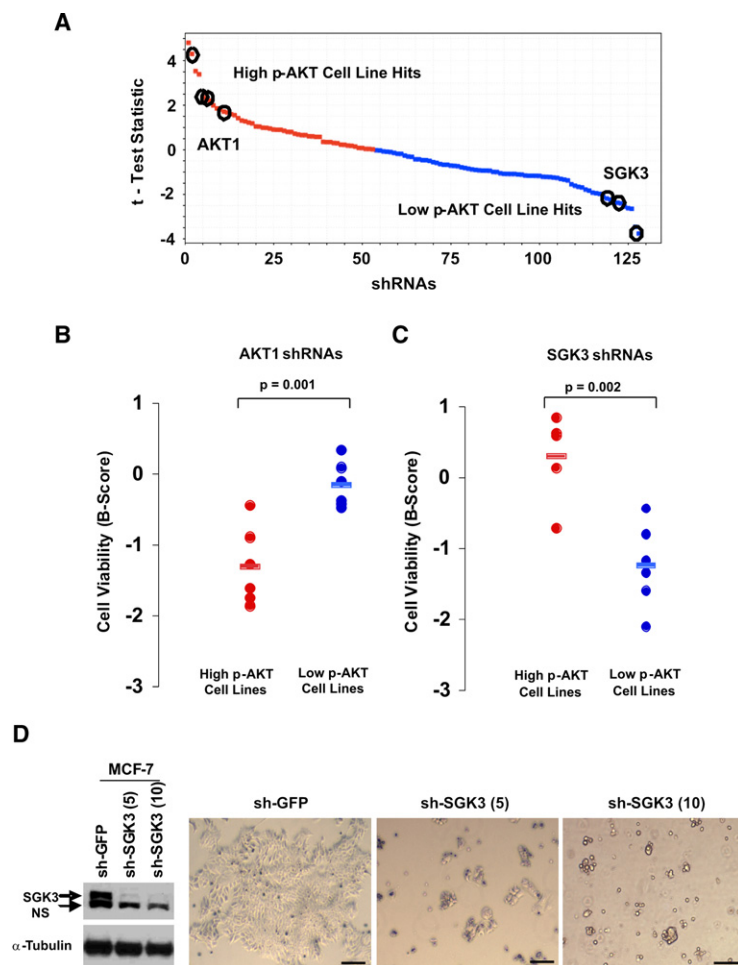 A
4
2
0
-2
-4
t - Test Statistic
High p-AKT Cell Line Hits
AKT1
SGK3
Low p-AKT Cell Line Hits
0
25
50
75
100
125
shRNAs
B
AKT1 shRNAs
p = 0.001
1
0
-1
-2
-3
Cell Viability (B-Score)
High p-AKT
Cell Lines
Low p-AKT
Cell Lines
C
SGK3 shRNAs
p = 0.002
1
0
-1
-2
-3
Cell Viability (B-Score)
High p-AKT
Cell Lines
Low p-AKT
Cell Lines
D
MCF-7
sh-GFP
sh-SGK3 (5)
sh-SGK3 (10)
SGK3
NS
α-Tubulin
sh-GFP
sh-SGK3 (5)
sh-SGK3 (10)